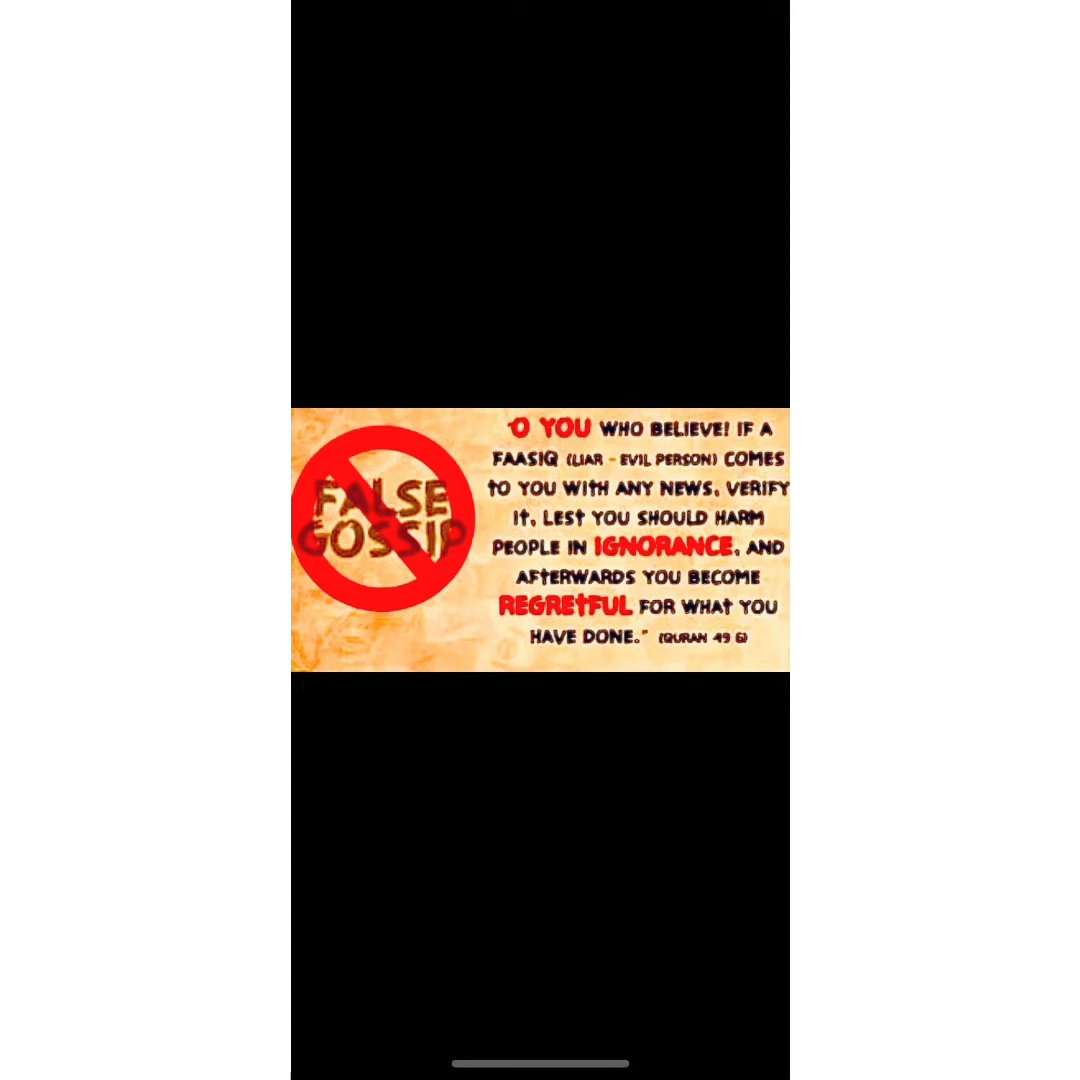 FALSE
GOSSIP
"O YOU WHO BELIEVE! IF A
FAASIQ (LIAR - EVIL PERSON) COMES
TO YOU WITH ANY NEWS, VERIFY
IT, LEST YOU SHOULD HARM
PEOPLE IN IGNORANCE, AND
AFTERWARDS YOU BECOME
REGRETFUL FOR WHAT YOU
HAVE DONE." (QURAN 49 6)